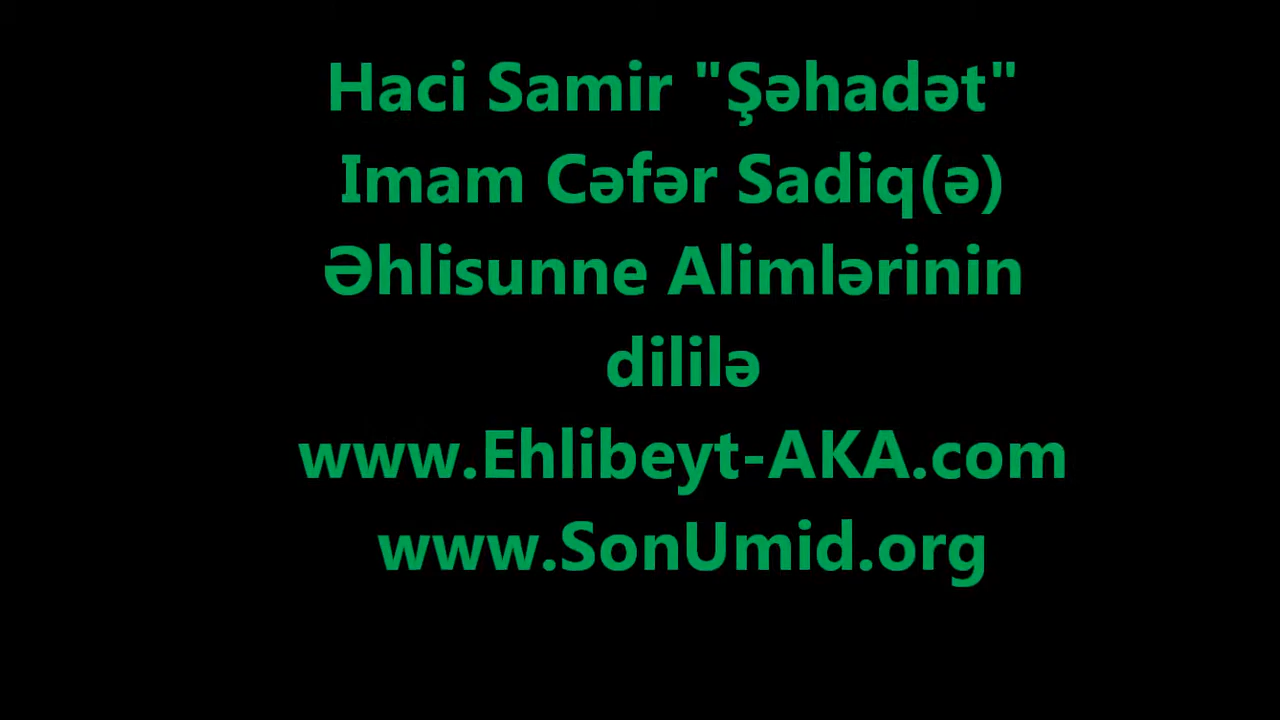 Haci Samir "Şəhadət"
Imam Cəfər Sadiq(ə)
Əhlisunne Alimlərinin
dililə
www.Ehlibeyt-AKA.com
www.SonUmid.org